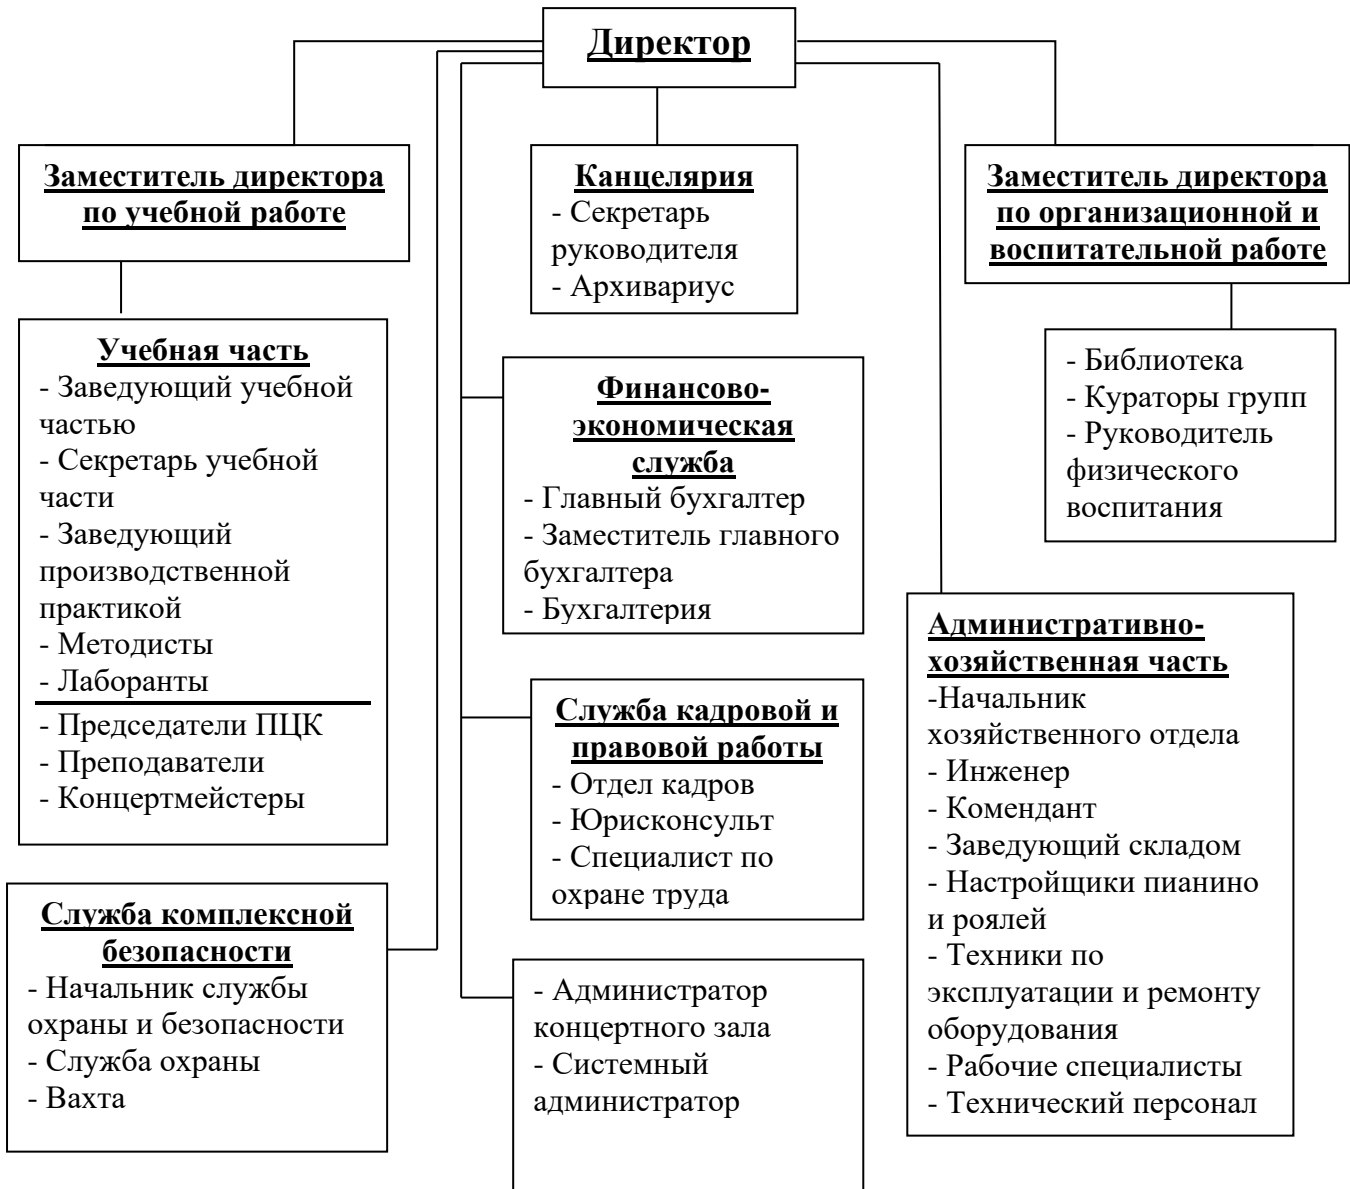 Директор
Заместитель директора
по учебной работе
Канцелярия
- Секретарь
руководителя
- Архивариус
Заместитель директора
по организационной и
воспитательной работе
Учебная часть
- Заведующий учебной
частью
- Секретарь учебной
части
- Заведующий
производственной
практикой
- Методисты
- Лаборанты
- Председатели ПЦК
- Преподаватели
- Концертмейстеры
Финансово-
экономическая
служба
- Главный бухгалтер
- Заместитель главного
бухгалтера
- Бухгалтерия
- Библиотека
- Кураторы групп
- Руководитель
физического
воспитания
Служба кадровой и
правовой работы
- Отдел кадров
- Юрисконсульт
- Специалист по
охране труда
Административно-
хозяйственная часть
-Начальник
хозяйственного отдела
- Инженер
- Комендант
- Заведующий складом
- Настройщики пианино
и роялей
- Техники по
эксплуатации и ремонту
оборудования
- Рабочие специалисты
- Технический персонал
Служба комплексной
безопасности
- Начальник службы
охраны и безопасности
- Служба охраны
- Вахта
- Администратор
концертного зала
- Системный
администратор